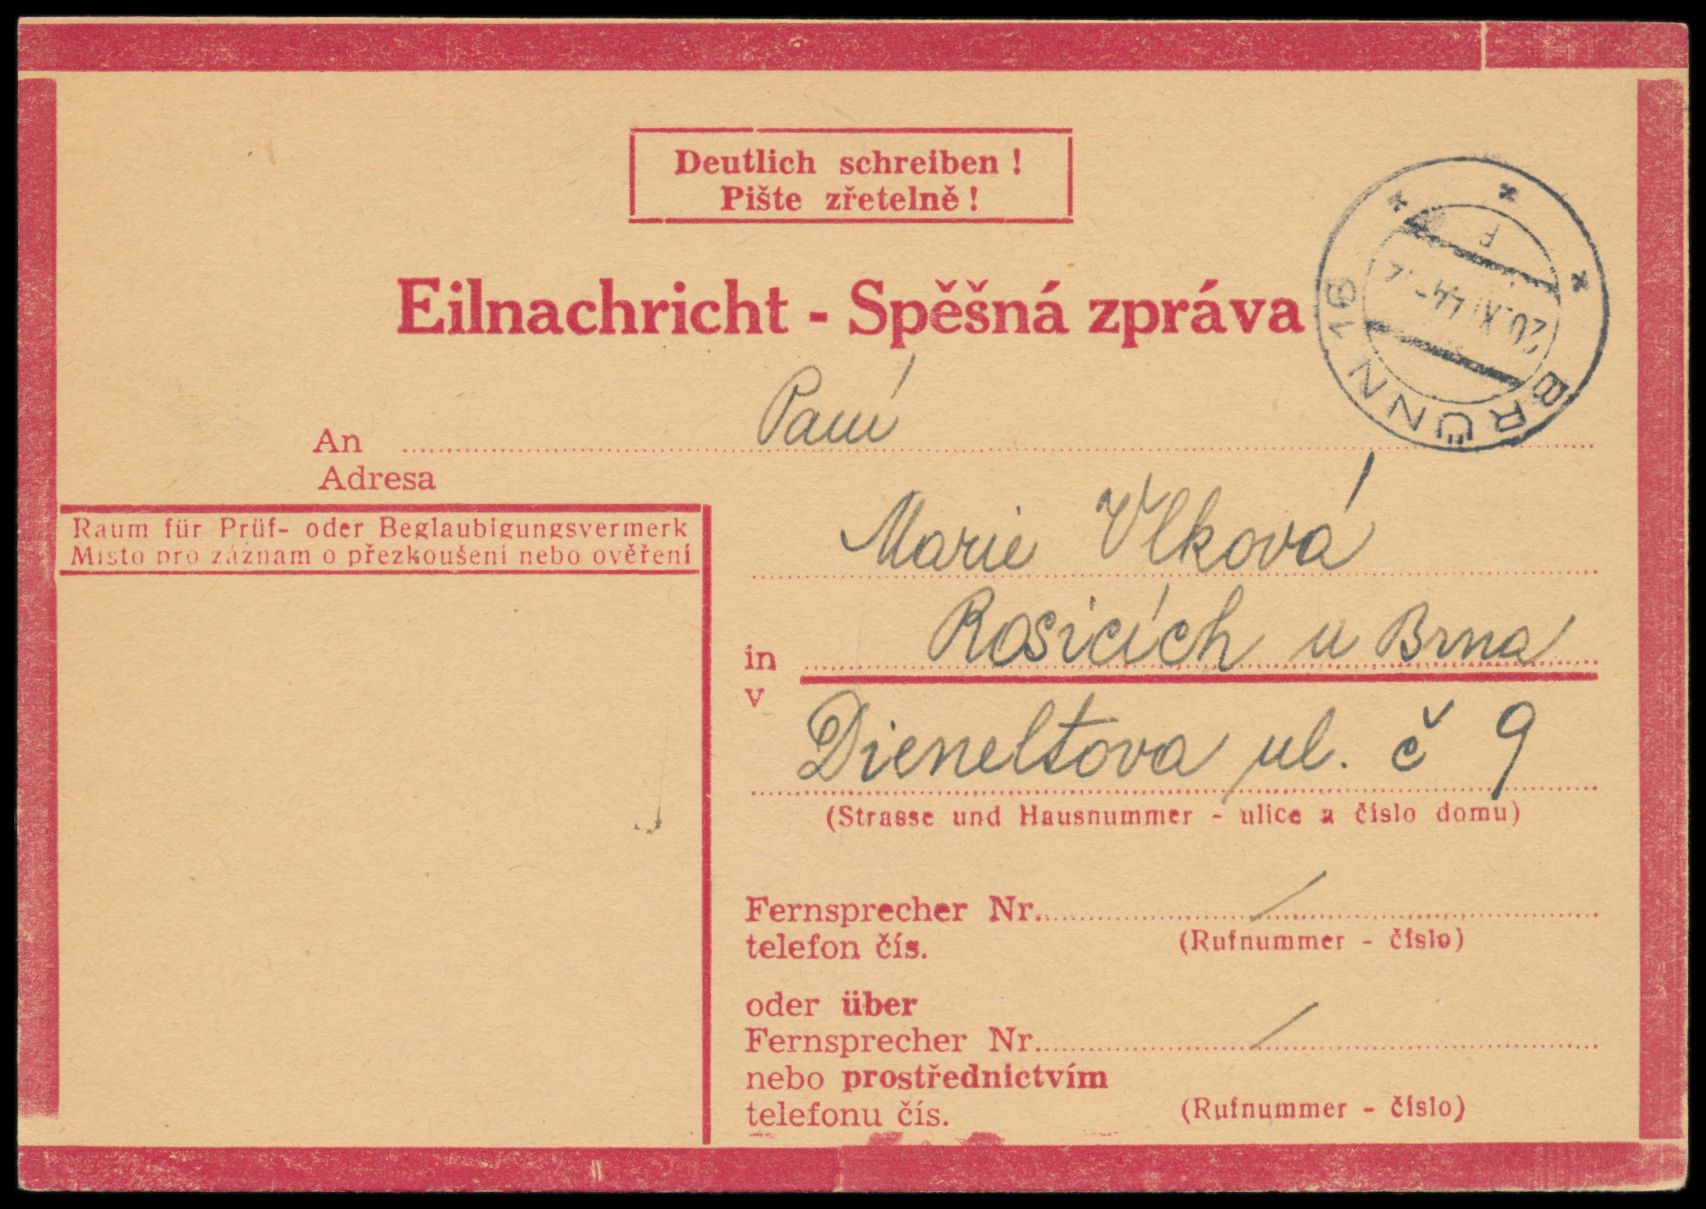 Deutlich schreiben !
Pište zřetelně !
Eilnachricht - Spěšná zpráva
BRÜNN 16
20.XI.44
F
An Paní
Adresa
Marie Vlková
Raum für Prüf- oder Beglaubigungsvermerk
Misto pro záznam o přezkoušení nebo ověření
in Rosicích u Brna
v
Dieneltova ul. č 9
(Strasse und Hausnummer - ulice a číslo domu)
Fernsprecher Nr. /
telefon čís. (Rufnummer - číslo)
oder über
Fernsprecher Nr. /
nebo prostřednictvím
telefonu čís. (Rufnummer - číslo)